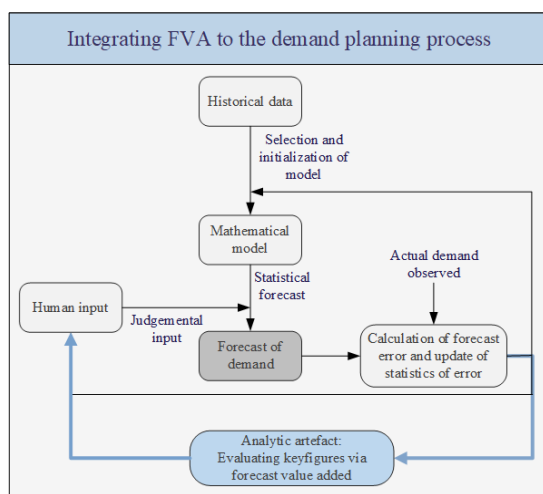 Integrating FVA to the demand planning process
Historical data
Selection and
initialization of
model
Mathematical
model
Statistical
forecast
Actual demand
observed
Human input
Judgemental
input
Forecast of
demand
Calculation of forecast
error and update of
statistics of error
Analytic artefact:
Evaluating keyfigures via
forecast value added